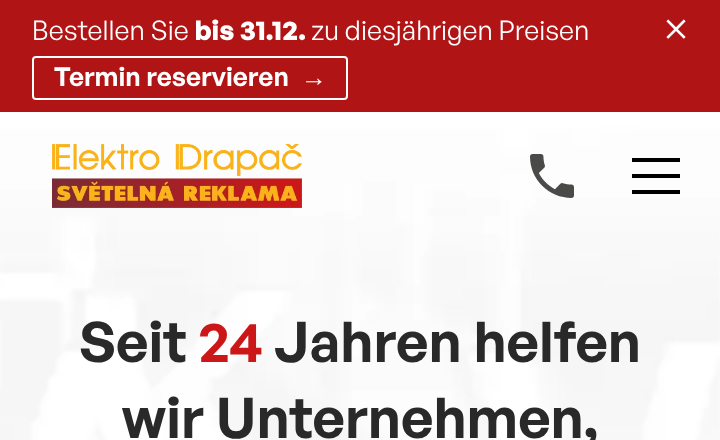 Bestellen Sie bis 31.12. zu diesjährigen Preisen
Termin reservieren →
Elektro Drapač
SVĚTELNÁ REKLAMA
Seit 24 Jahren helfen
wir Unternehmen,